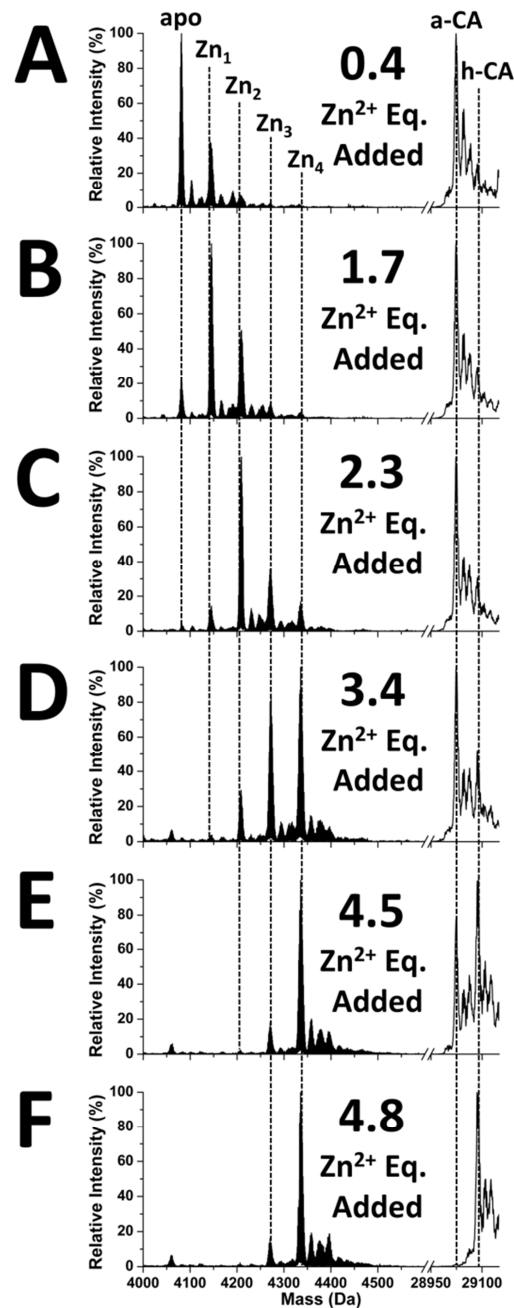 apo
a-CA
A
Zn1
Zn2
Zn3
Zn4
h-CA
0.4
Zn2+ Eq.
Added
Relative Intensity (%)
100
80
60
40
20
0
B
1.7
Zn2+ Eq.
Added
Relative Intensity (%)
100
80
60
40
20
0
C
2.3
Zn2+ Eq.
Added
Relative Intensity (%)
100
80
60
40
20
0
D
3.4
Zn2+ Eq.
Added
Relative Intensity (%)
100
80
60
40
20
0
E
4.5
Zn2+ Eq.
Added
Relative Intensity (%)
100
80
60
40
20
0
F
4.8
Zn2+ Eq.
Added
Relative Intensity (%)
100
80
60
40
20
0
4000 4100 4200 4300 4400 4500 28950 29100
Mass (Da)